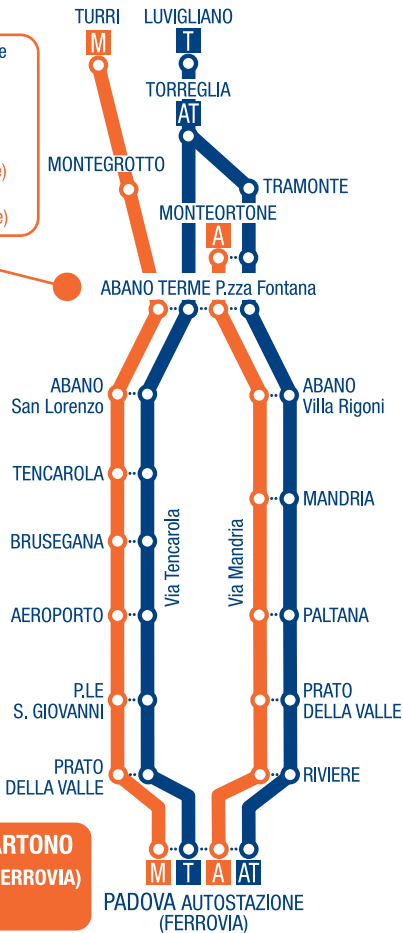 TURRI
LUVIGLIANO
M
T
e
TORREGLIA
AT
MONTEGROTTO
e)
TRAMONTE
MONTEORTONE
e)
A
ABANO TERME P.zza Fontana
ABANO
San Lorenzo
ABANO
Villa Rigoni
TENCAROLA
MANDRIA
BRUSEGANA
Via Tencarola
Via Mandria
AEROPORTO
PALTANA
P.LE
S. GIOVANNI
PRATO
DELLA VALLE
PRATO
DELLA VALLE
RIVIERE
ARTONO
ERROVIA)
M
T
A
AT
PADOVA AUTOSTAZIONE
(FERROVIA)